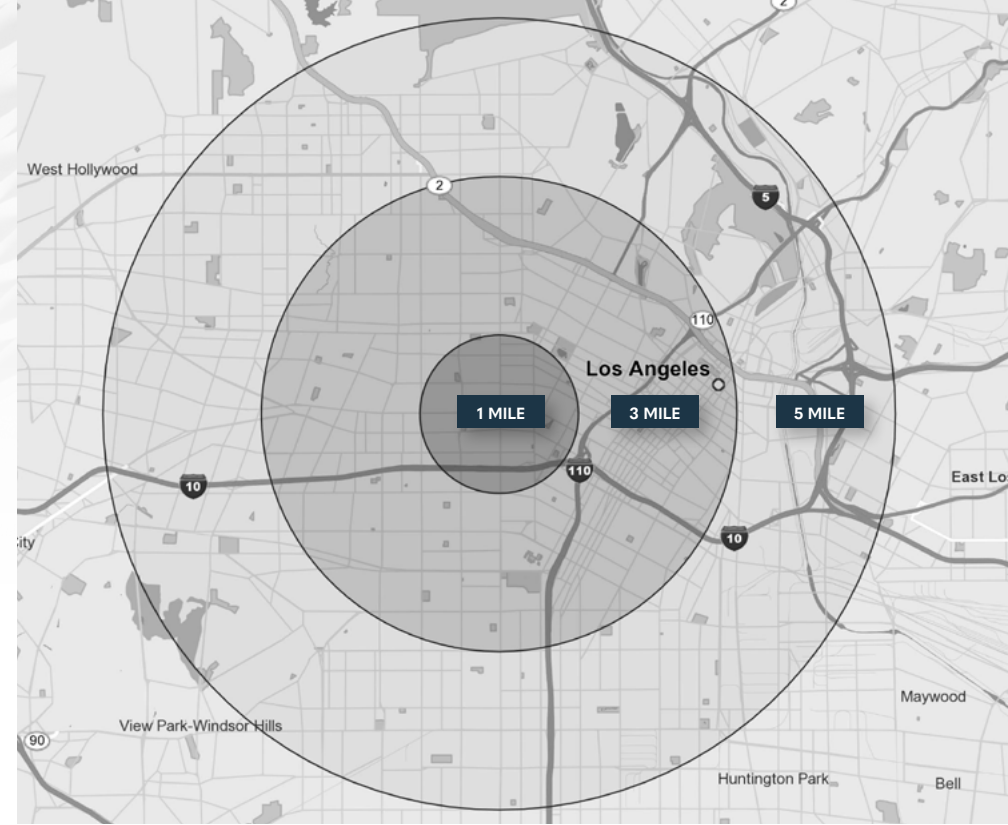 2
2
West Hollywood
5
110
Los Angeles
1 MILE
3 MILE
5 MILE
110
10
East Lo
10
ity
Maywood
View Park-Windsor Hills
90
Huntington Park
Bell